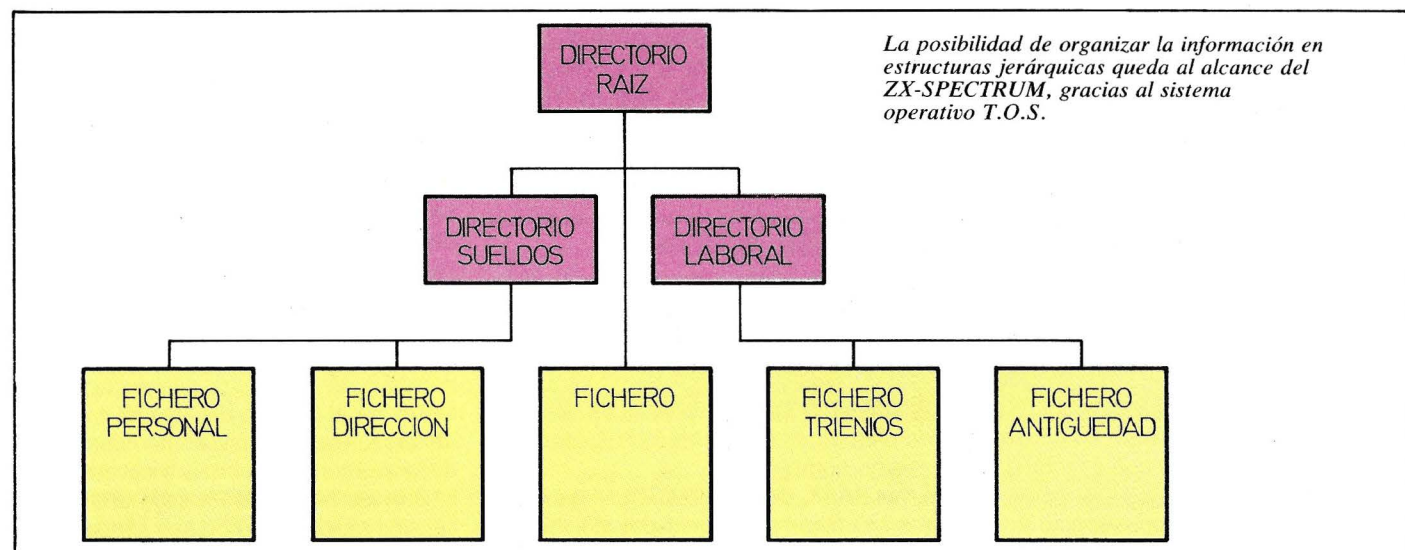 DIRECTORIO
RAIZ
La posibilidad de organizar la información en
estructuras jerárquicas queda al alcance del
ZX-SPECTRUM, gracias al sistema
operativo T.O.S.
DIRECTORIO
SUELDOS
DIRECTORIO
LABORAL
FICHERO
PERSONAL
FICHERO
DIRECCION
FICHERO
FICHERO
TRIENIOS
FICHERO
ANTIGUEDAD